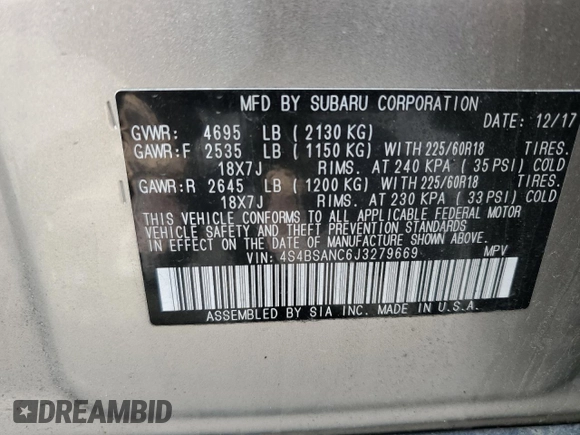 MFD BY SUBARU CORPORATION
DATE: 12/17
GVWR: 4695 LB (2130 KG)
GAWR:F 2535 LB (1150 KG) WITH 225/60R18 TIRES.
18X7J RIMS. AT 240 KPA (35 PSI) COLD
GAWR:R 2645 LB (1200 KG) WITH 225/60R18 TIRES.
18X7J RIMS. AT 230 KPA (33 PSI) COLD
THIS VEHICLE CONFORMS TO ALL APPLICABLE FEDERAL MOTOR
VEHICLE SAFETY, BUMPER, AND THEFT PREVENTION STANDARDS
IN EFFECT ON THE DATE OF MANUFACTURE SHOWN ABOVE.
VIN: 4S4BSANC6J3279669 MPV
ASSEMBLED BY SIA INC. MADE IN U.S.A.
DREAMBID